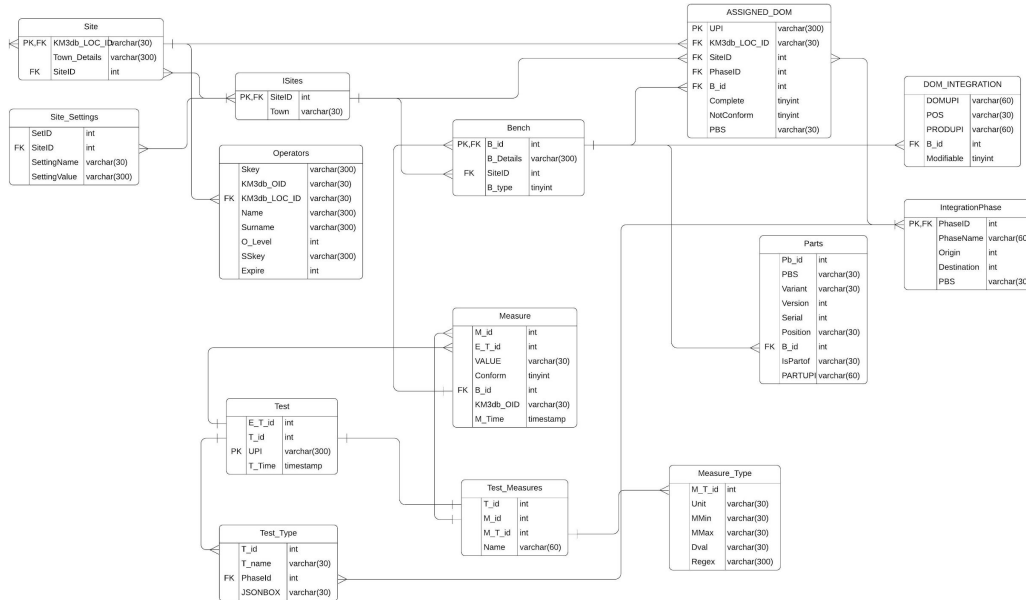 Site
PK,FK KM3db_LOC_ID varchar(30)
Town_Details varchar(300)
FK SiteID int
Site_Settings
SetID int
FK SiteID int
SettingName varchar(30)
SettingValue varchar(300)
ISites
PK,FK SiteID int
Town varchar(30)
Operators
Skey varchar(300)
KM3db_OID varchar(30)
FK KM3db_LOC_ID varchar(30)
Name varchar(300)
Surname varchar(300)
O_Level int
SSkey varchar(300)
Expire int
Bench
PK,FK B_id int
B_Details varchar(300)
FK SiteID int
B_type tinyint
ASSIGNED_DOM
PK UPI varchar(300)
FK KM3db_LOC_ID varchar(30)
FK SiteID int
FK PhaseID int
FK B_id int
Complete tinyint
NotConform tinyint
PBS varchar(30)
DOM_INTEGRATION
DOMUPI varchar(60)
POS varchar(30)
PRODUPI varchar(60)
FK B_id int
Modifiable tinyint
IntegrationPhase
PK,FK PhaseID int
PhaseName varchar(60
Origin int
Destination int
PBS varchar(30
Parts
Pb_id int
PBS varchar(30)
Variant varchar(30)
Version int
Serial int
Position varchar(30)
FK B_id int
IsPartof varchar(30)
PARTUPI varchar(60)
Measure
M_id int
E_T_id int
VALUE varchar(30)
Conform tinyint
FK B_id int
KM3db_OID varchar(30)
M_Time timestamp
Test
E_T_id int
T_id int
PK UPI varchar(300)
T_Time timestamp
Test_Measures
T_id int
M_id int
M_T_id int
Name varchar(60)
Measure_Type
M_T_id int
Unit varchar(30)
MMin varchar(30)
MMax varchar(30)
Dval varchar(30)
Regex varchar(300)
Test_Type
T_id int
T_name varchar(30)
FK PhaseId int
JSONBOX varchar(30)